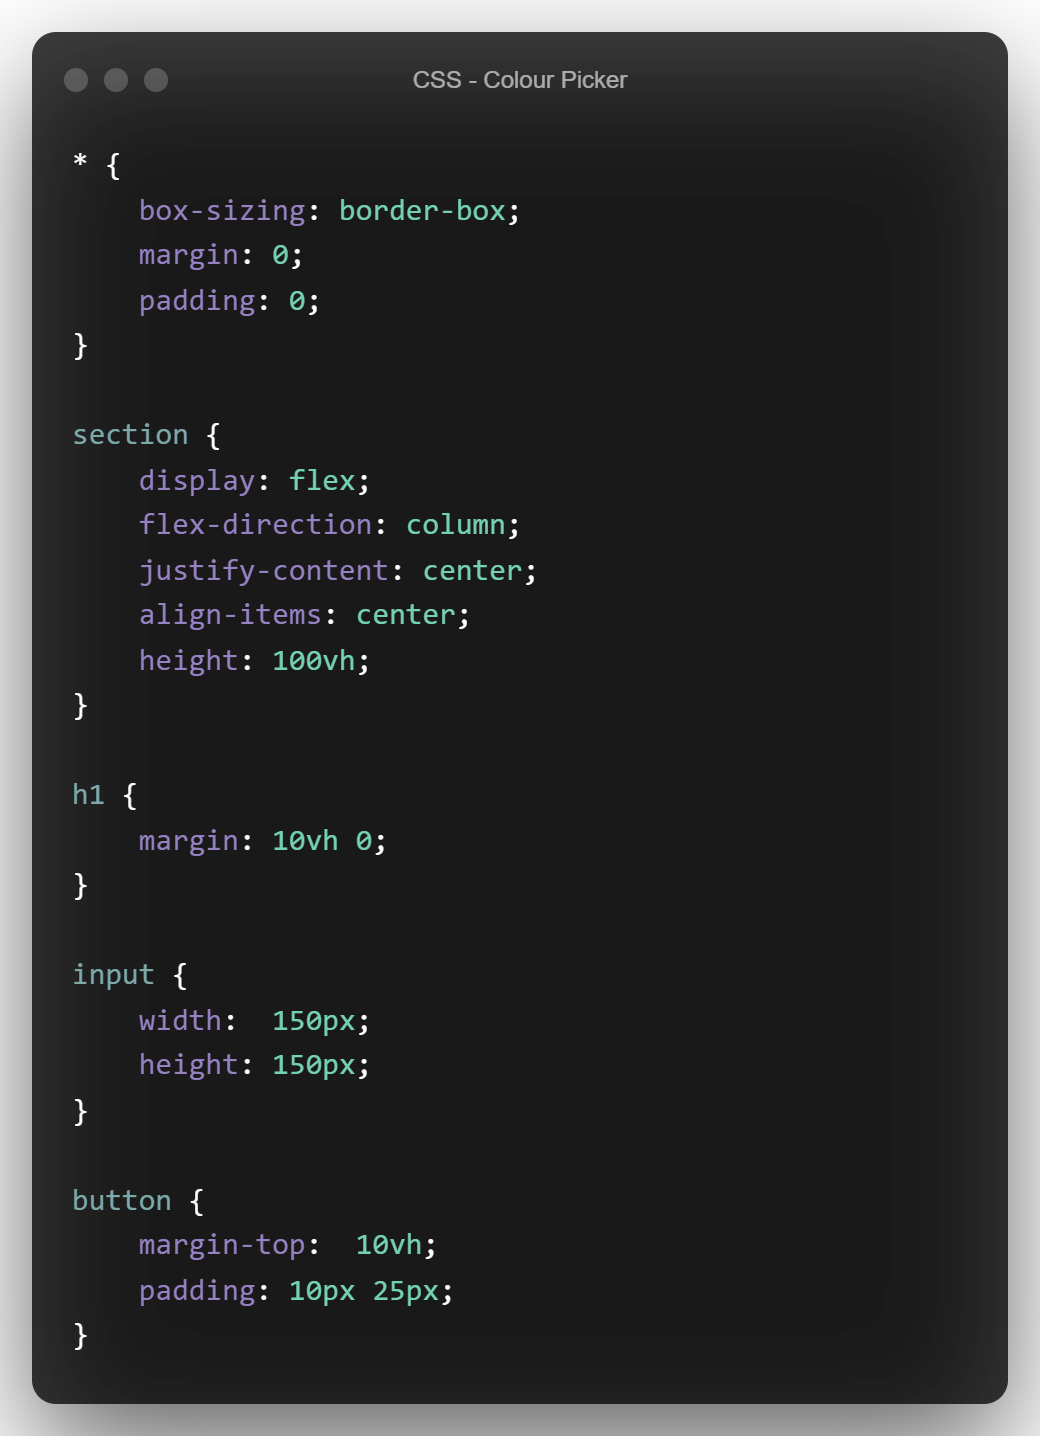 CSS - Colour Picker
* {
    box-sizing: border-box;
    margin: 0;
    padding: 0;
}
section {
    display: flex;
    flex-direction: column;
    justify-content: center;
    align-items: center;
    height: 100vh;
}
h1 {
    margin: 10vh 0;
}
input {
    width:  150px;
    height: 150px;
}
button {
    margin-top:  10vh;
    padding: 10px 25px;
}